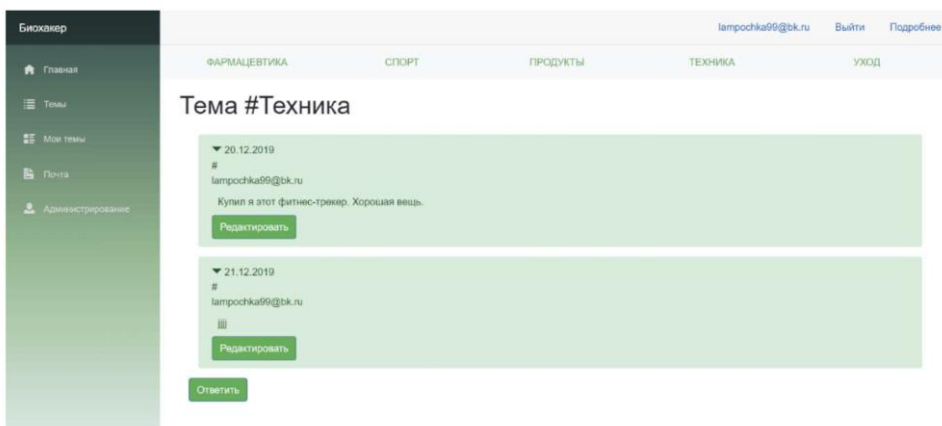 Биохакер
lampochka99@bk.ru Выйти Подробнее
Главная
Темы
Мои темы
Почта
Администрирование
ФАРМАЦЕВТИКА СПОРТ ПРОДУКТЫ ТЕХНИКА УХОД
Тема #Техника
20.12.2019
#
lampochka99@bk.ru
Купил я этот фитнес-трекер. Хорошая вещь.
Редактировать
21.12.2019
#
lampochka99@bk.ru
jjjj
Редактировать
Ответить